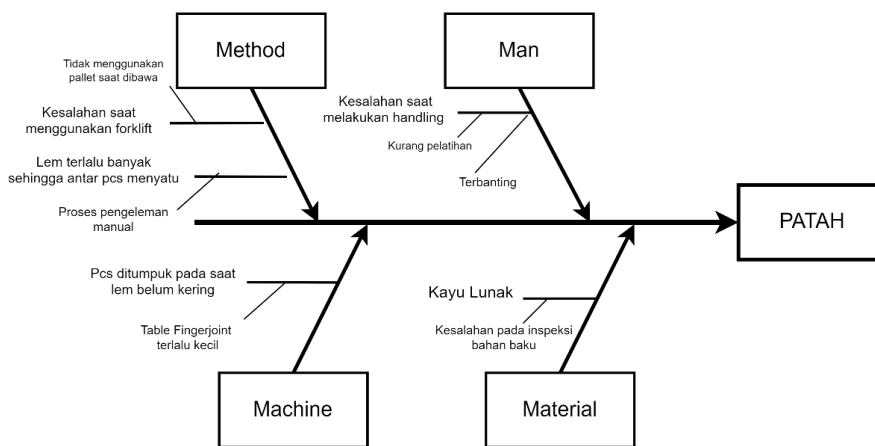 Method
Man
Tidak menggunakan
pallet saat dibawa
Kesalahan saat
menggunakan forklift
Lem terlalu banyak
sehingga antar pcs menyatu
Proses pengeleman
manual
Kesalahan saat
melakukan handling
Kurang pelatihan
Terbanting
PATAH
Pcs ditumpuk pada saat
lem belum kering
Table Fingerjoint
terlalu kecil
Kayu Lunak
Kesalahan pada inspeksi
bahan baku
Machine
Material